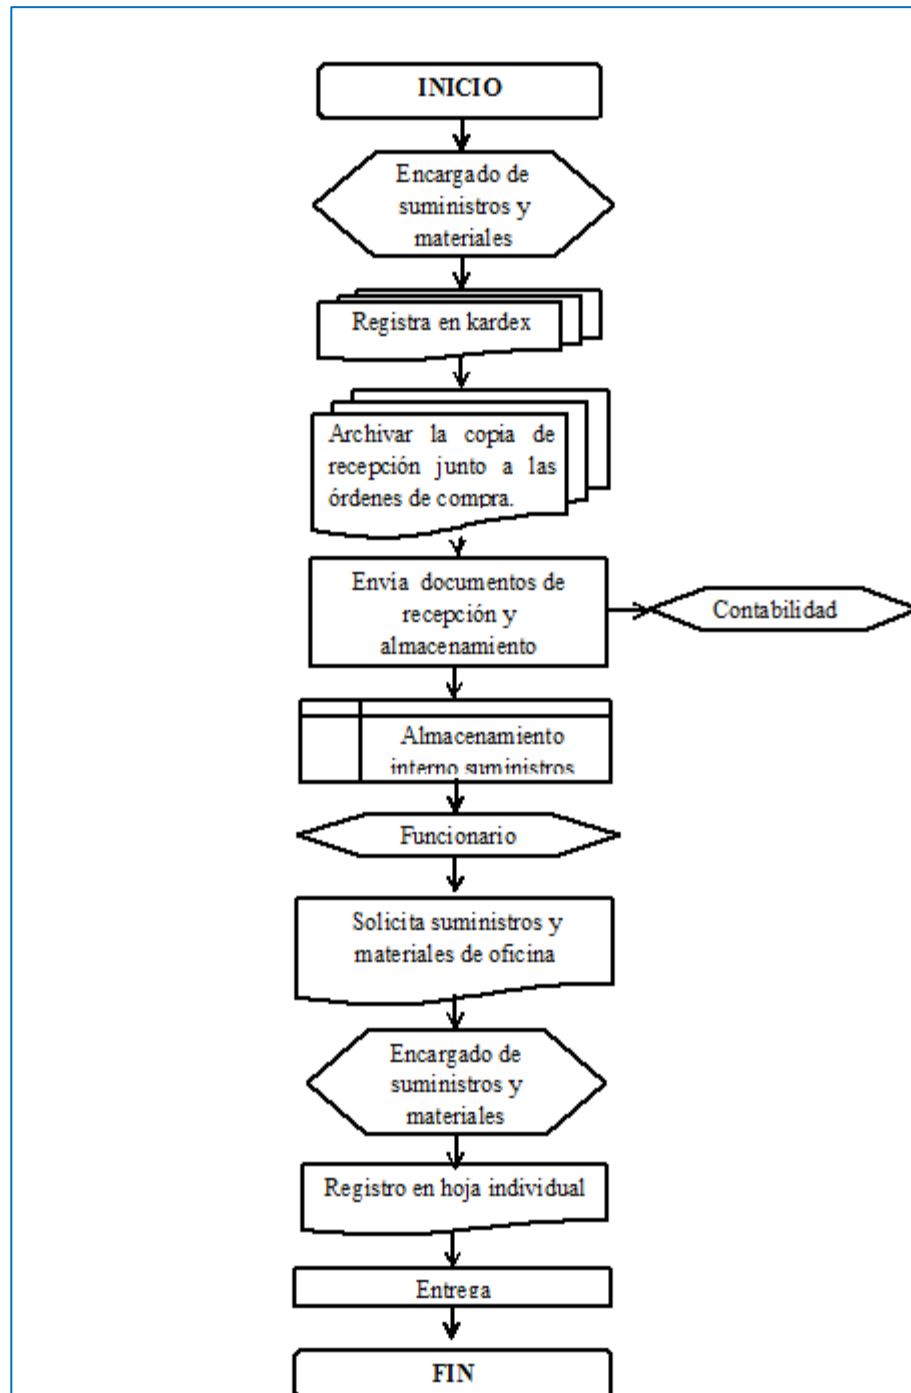 INICIO
Encargado de
suministros y
materiales
Registra en kardex
Archivar la copia de
recepción junto a las
órdenes de compra.
Envía documentos de
recepción y
almacenamiento
Contabilidad
Almacenamiento
interno suministros
Funcionario
Solicita suministros y
materiales de oficina
Encargado de
suministros y
materiales
Registro en hoja individual
Entrega
FIN